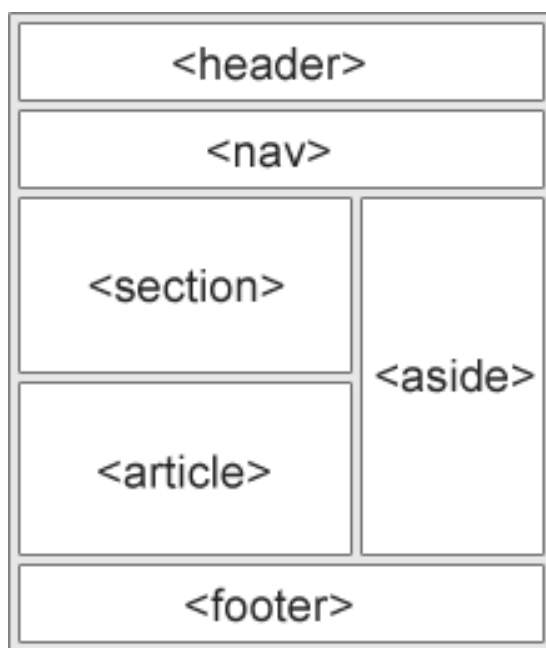 <header>
<nav>
<section>
<aside>
<article>
<footer>